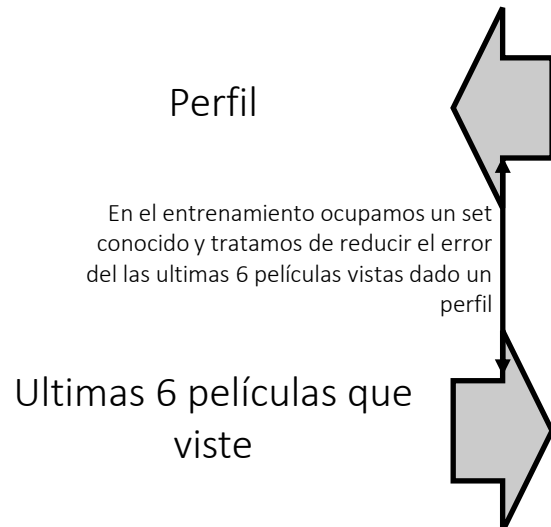 Perfil
En el entrenamiento ocupamos un set
conocido y tratamos de reducir el error
del las ultimas 6 películas vistas dado un
perfil
Ultimas 6 películas que
viste